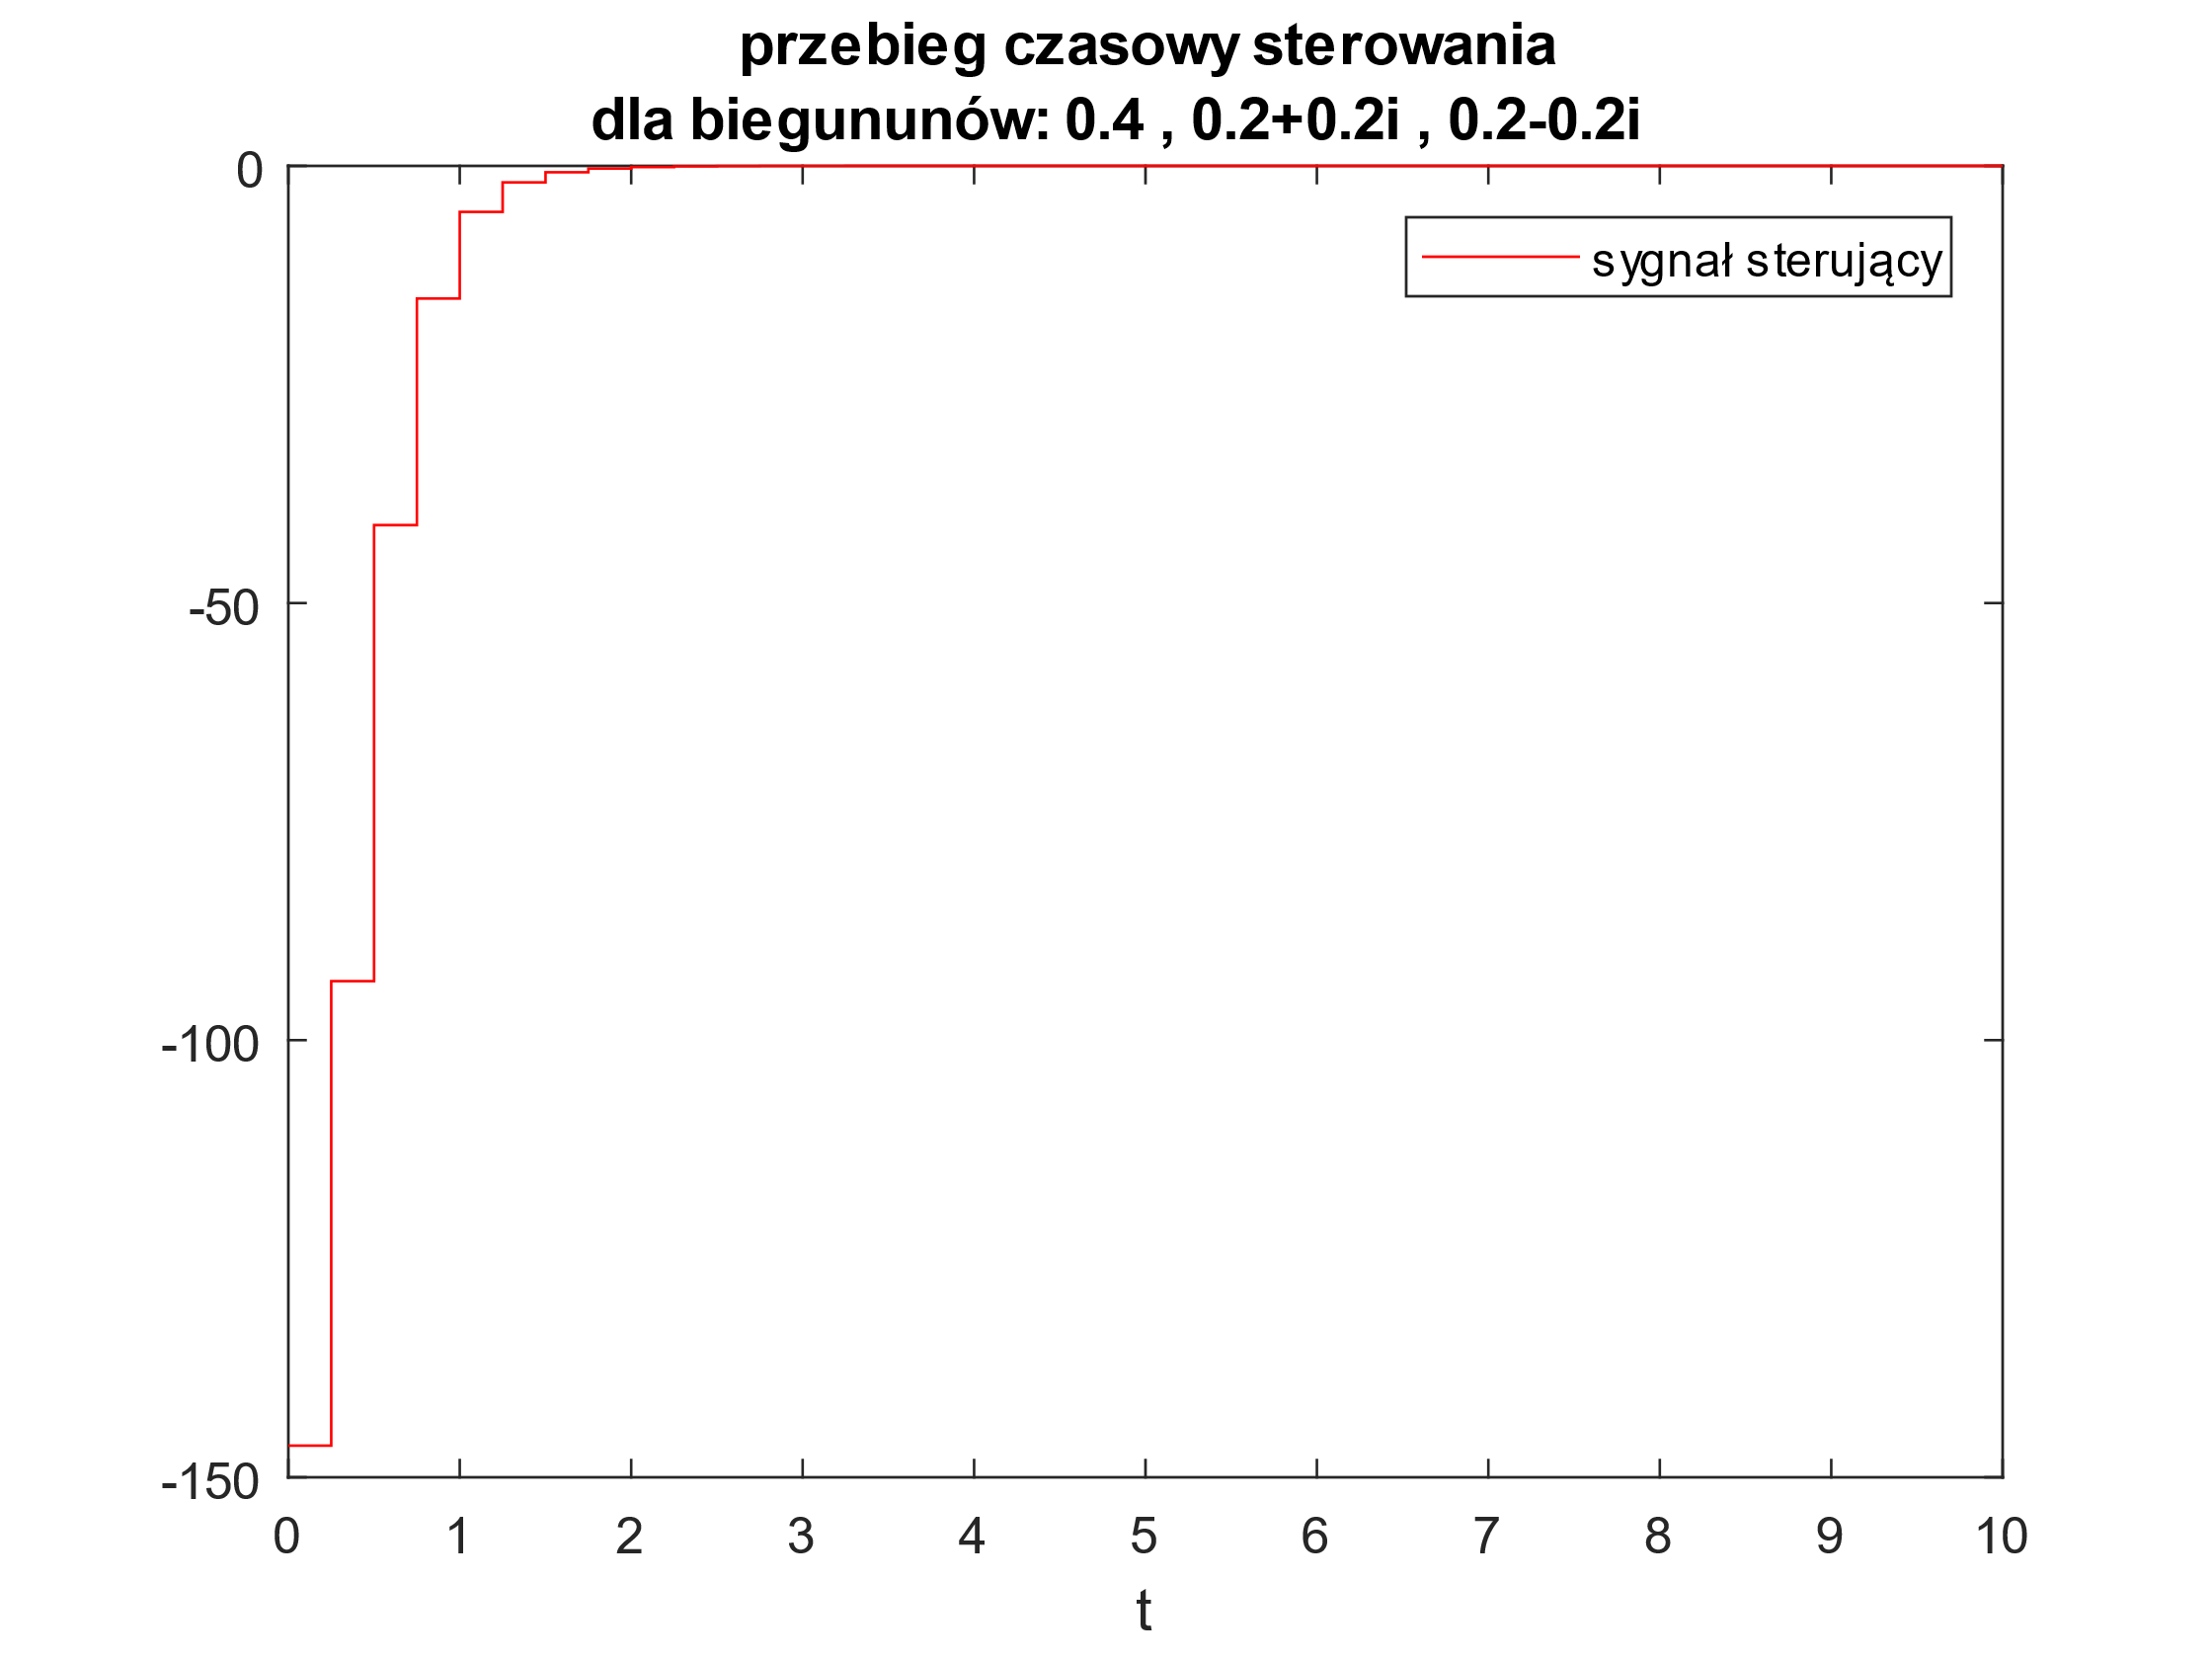 przebieg czasowy sterowania
dla biegununów: 0.4 , 0.2+0.2i , 0.2-0.2i
0
sygnał sterujący
-50
-100
-150
0 1 2 3 4 5 6 7 8 9 10
t